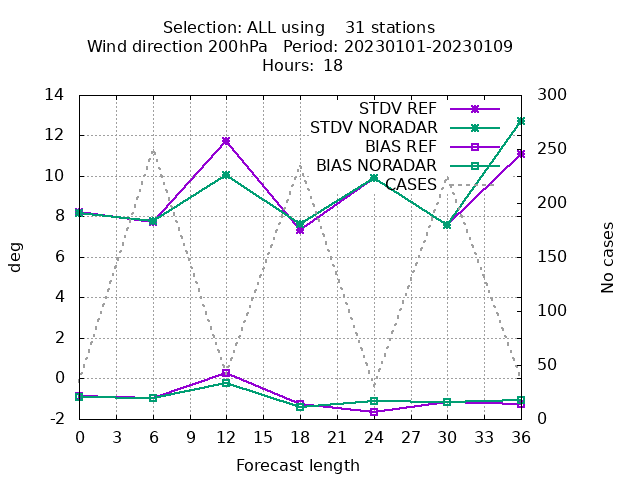 Selection: ALL using    31 stations
Wind direction 200hPa   Period: 20230101-20230109
Hours: 18
14
12
10
8
6
4
2
0
-2
deg
STDV REF
STDV NORADAR
BIAS REF
BIAS NORADAR
CASES
300
250
200
150
100
50
0
No cases
0 3 6 9 12 15 18 21 24 27 30 33 36
Forecast length